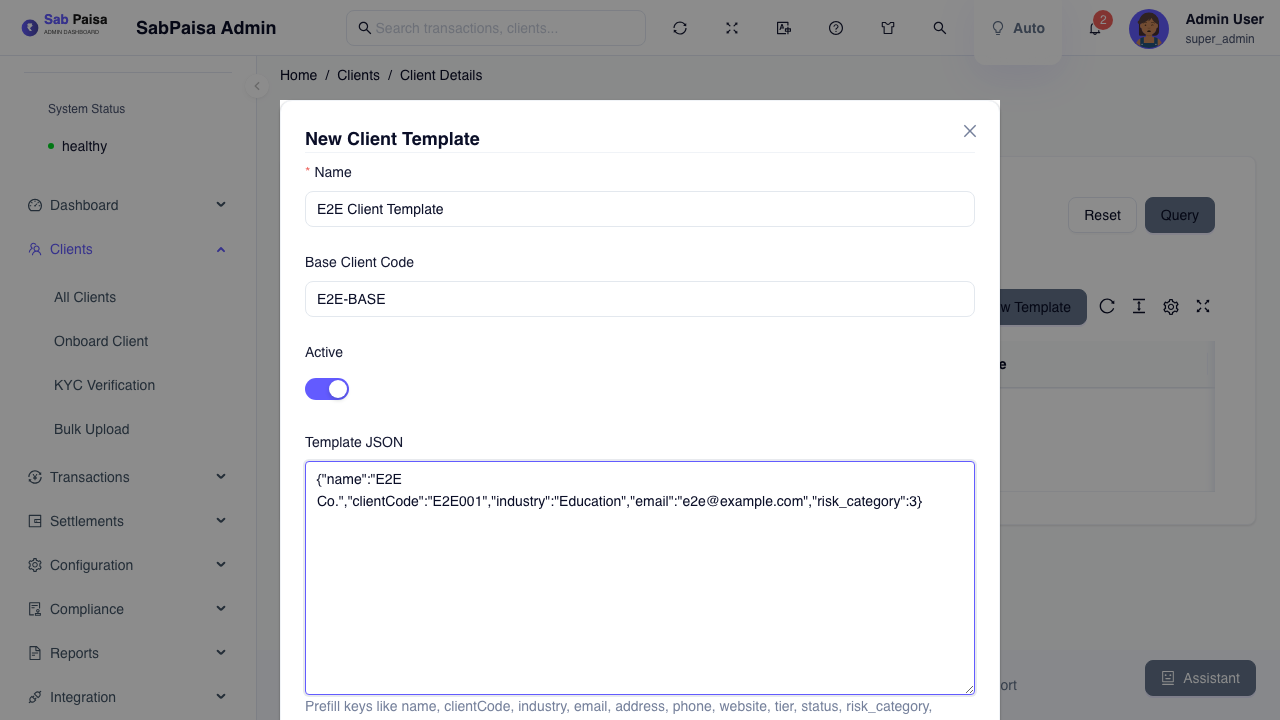 Sab Paisa
ADMIN DASHBOARD
SabPaisa Admin
Search transactions, clients...
Auto
2
Admin User
super_admin
Home / Clients / Client Details
System Status
healthy
Dashboard
Clients
All Clients
Onboard Client
KYC Verification
Bulk Upload
Transactions
Settlements
Configuration
Compliance
Reports
Integration
New Client Template
* Name
E2E Client Template
Base Client Code
E2E-BASE
Active
Template JSON
{"name":"E2E
Co.","clientCode":"E2E001","industry":"Education","email":"e2e@example.com","risk_category":3}
Prefill keys like name, clientCode, industry, email, address, phone, website, tier, status, risk_category,
Reset
Query
w Template
e
ort
Assistant